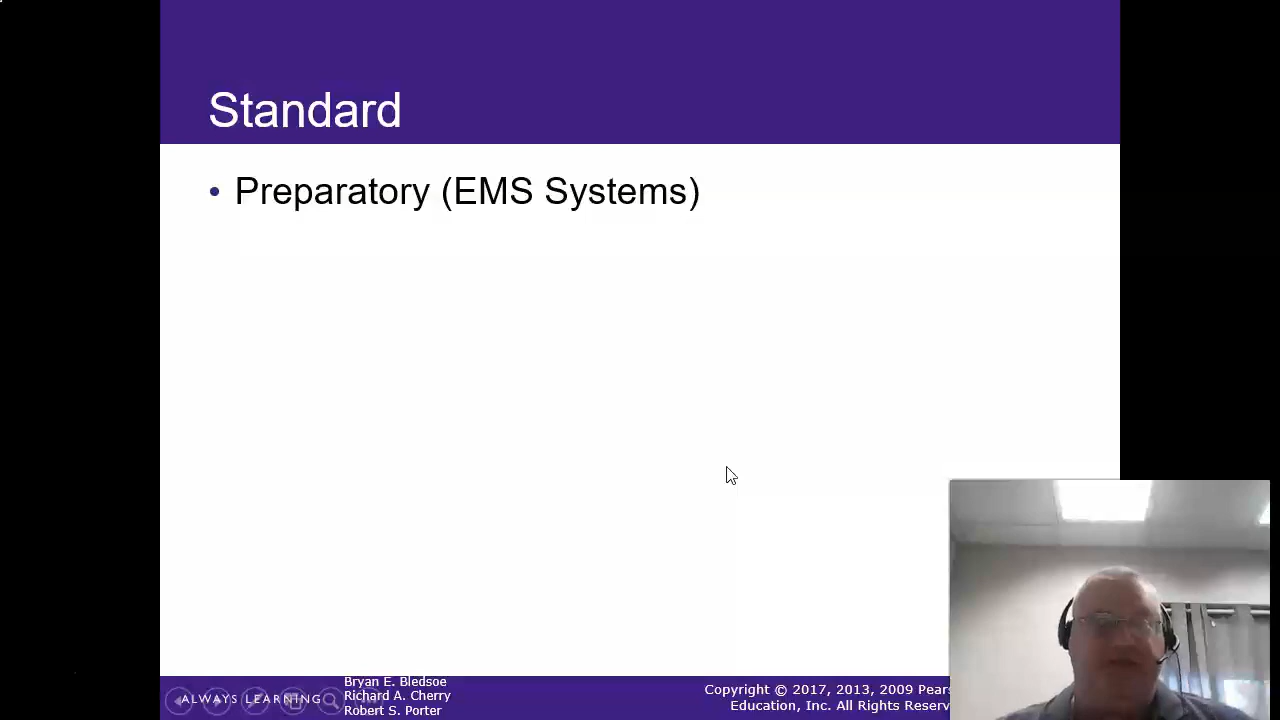 Standard
• Preparatory (EMS Systems)
ALWAYS LEARNING
Bryan E. Bledsoe
Richard A. Cherry
Robert S. Porter
Copyright © 2017, 2013, 2009
Education, Inc. All Rights